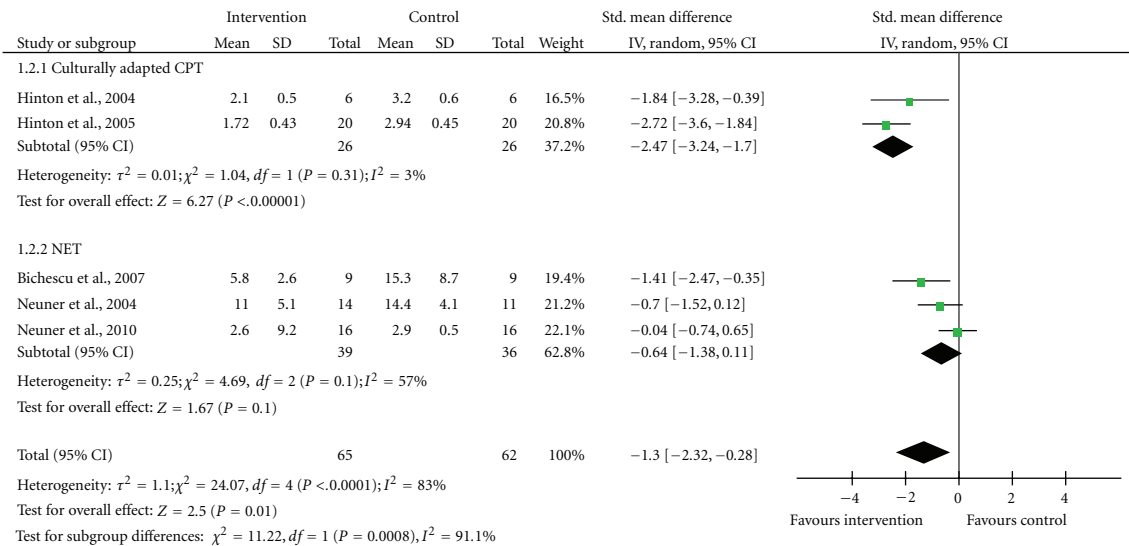 Intervention Control Std. mean difference Std. mean difference
Study or subgroup Mean SD Total Mean SD Total Weight IV, random, 95% CI IV, random, 95% CI
1.2.1 Culturally adapted CPT
Hinton et al., 2004 2.1 0.5 6 3.2 0.6 6 16.5% −1.84 [−3.28, −0.39]
Hinton et al., 2005 1.72 0.43 20 2.94 0.45 20 20.8% −2.72 [−3.6, −1.84]
Subtotal (95% CI) 26 26 37.2% −2.47 [−3.24, −1.7]
Heterogeneity: τ² = 0.01; χ² = 1.04, df = 1 (P = 0.31); I² = 3%
Test for overall effect: Z = 6.27 (P <.00001)
1.2.2 NET
Bichescu et al., 2007 5.8 2.6 9 15.3 8.7 9 19.4% −1.41 [−2.47, −0.35]
Neuner et al., 2004 11 5.1 14 14.4 4.1 11 21.2% −0.7 [−1.52, 0.12]
Neuner et al., 2010 2.6 9.2 16 2.9 0.5 16 22.1% −0.04 [−0.74, 0.65]
Subtotal (95% CI) 39 36 62.8% −0.64 [−1.38, 0.11]
Heterogeneity: τ² = 0.25; χ² = 4.69, df = 2 (P = 0.1); I² = 57%
Test for overall effect: Z = 1.67 (P = 0.1)
Total (95% CI) 65 62 100% −1.3 [−2.32, −0.28]
Heterogeneity: τ² = 1.1; χ² = 24.07, df = 4 (P <.0001); I² = 83%
Test for overall effect: Z = 2.5 (P = 0.01)
Test for subgroup differences: χ² = 11.22, df = 1 (P = 0.0008), I² = 91.1%
−4 −2 0 2 4
Favours intervention Favours control